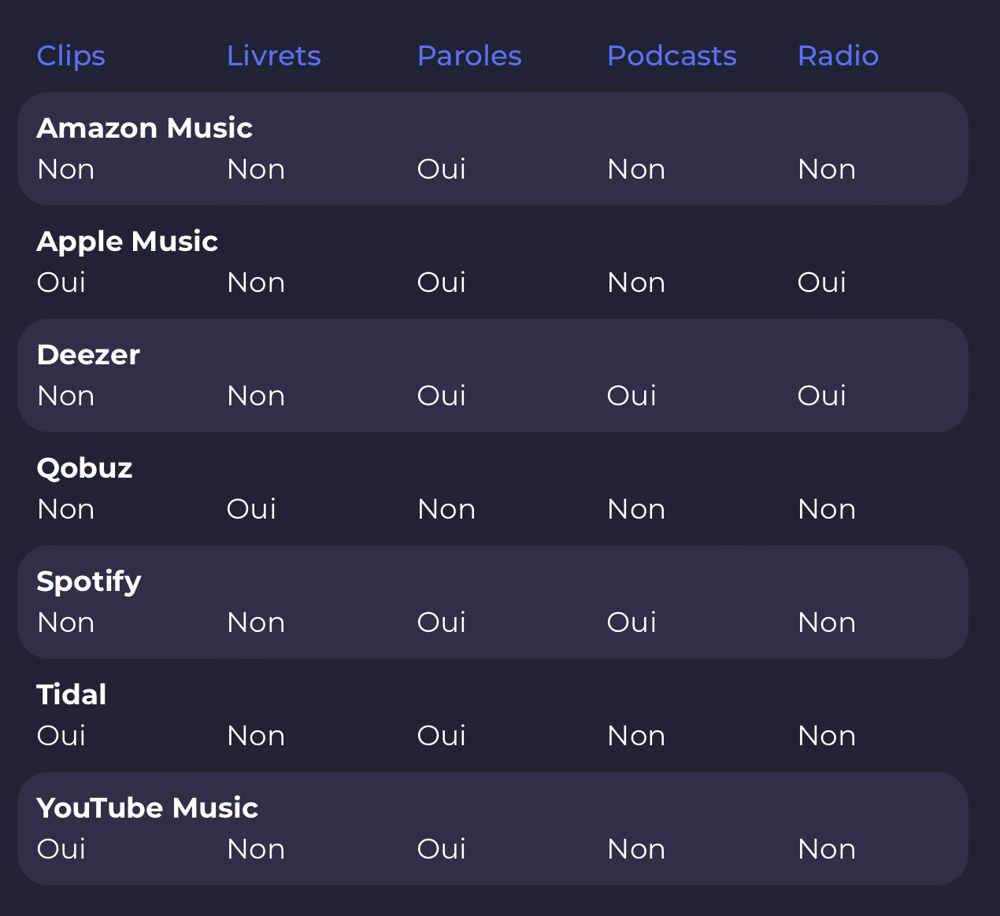 Clips Livrets Paroles Podcasts Radio
Amazon Music
Non Non Oui Non Non
Apple Music
Oui Non Oui Non Oui
Deezer
Non Non Oui Oui Oui
Qobuz
Non Oui Non Non Non
Spotify
Non Non Oui Oui Non
Tidal
Oui Non Oui Non Non
YouTube Music
Oui Non Oui Non Non